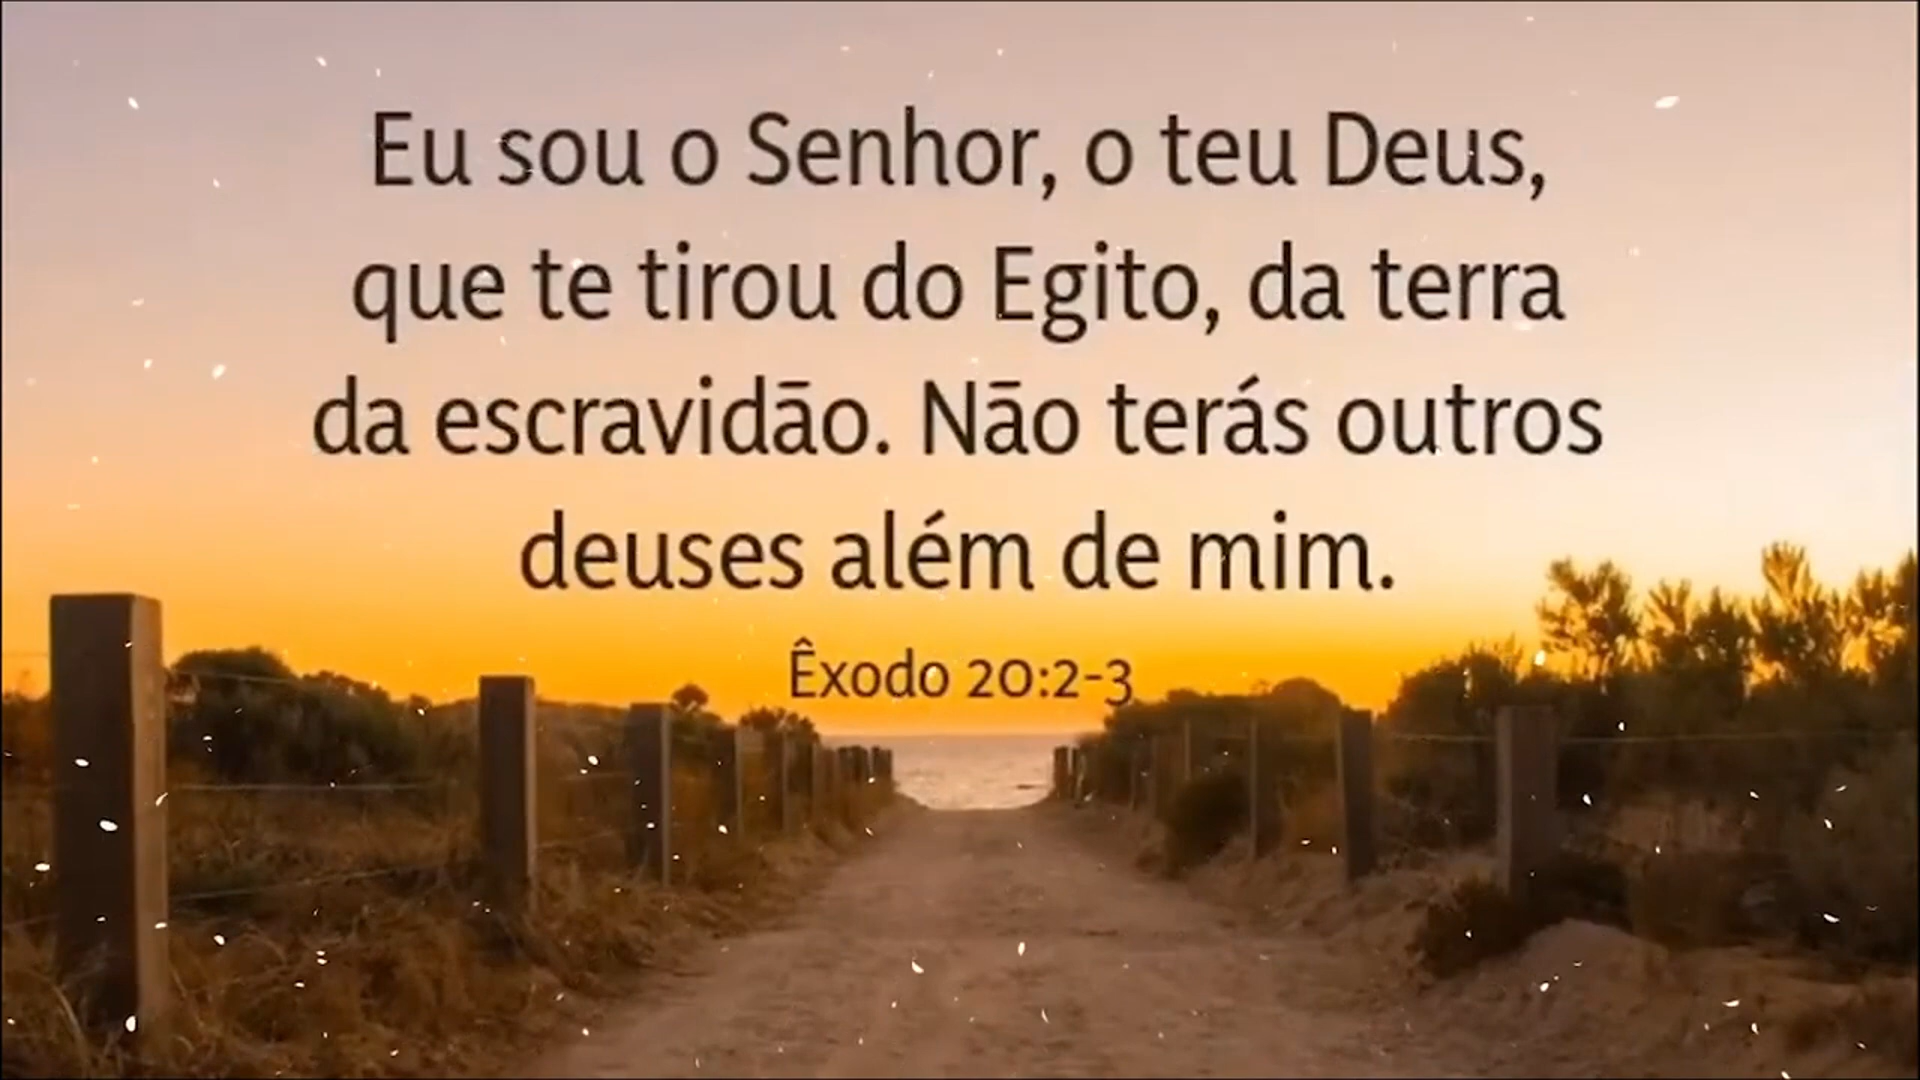 Eu sou o Senhor, o teu Deus,
que te tirou do Egito, da terra
da escravidão. Não terás outros
deuses além de mim.
Êxodo 20:2-3